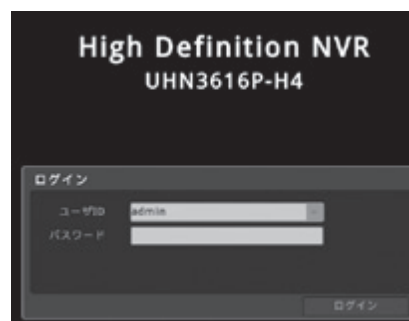 High Definition NVR
UHN3616P-H4
ログイン
ユーザID admin
パスワード
ログイン